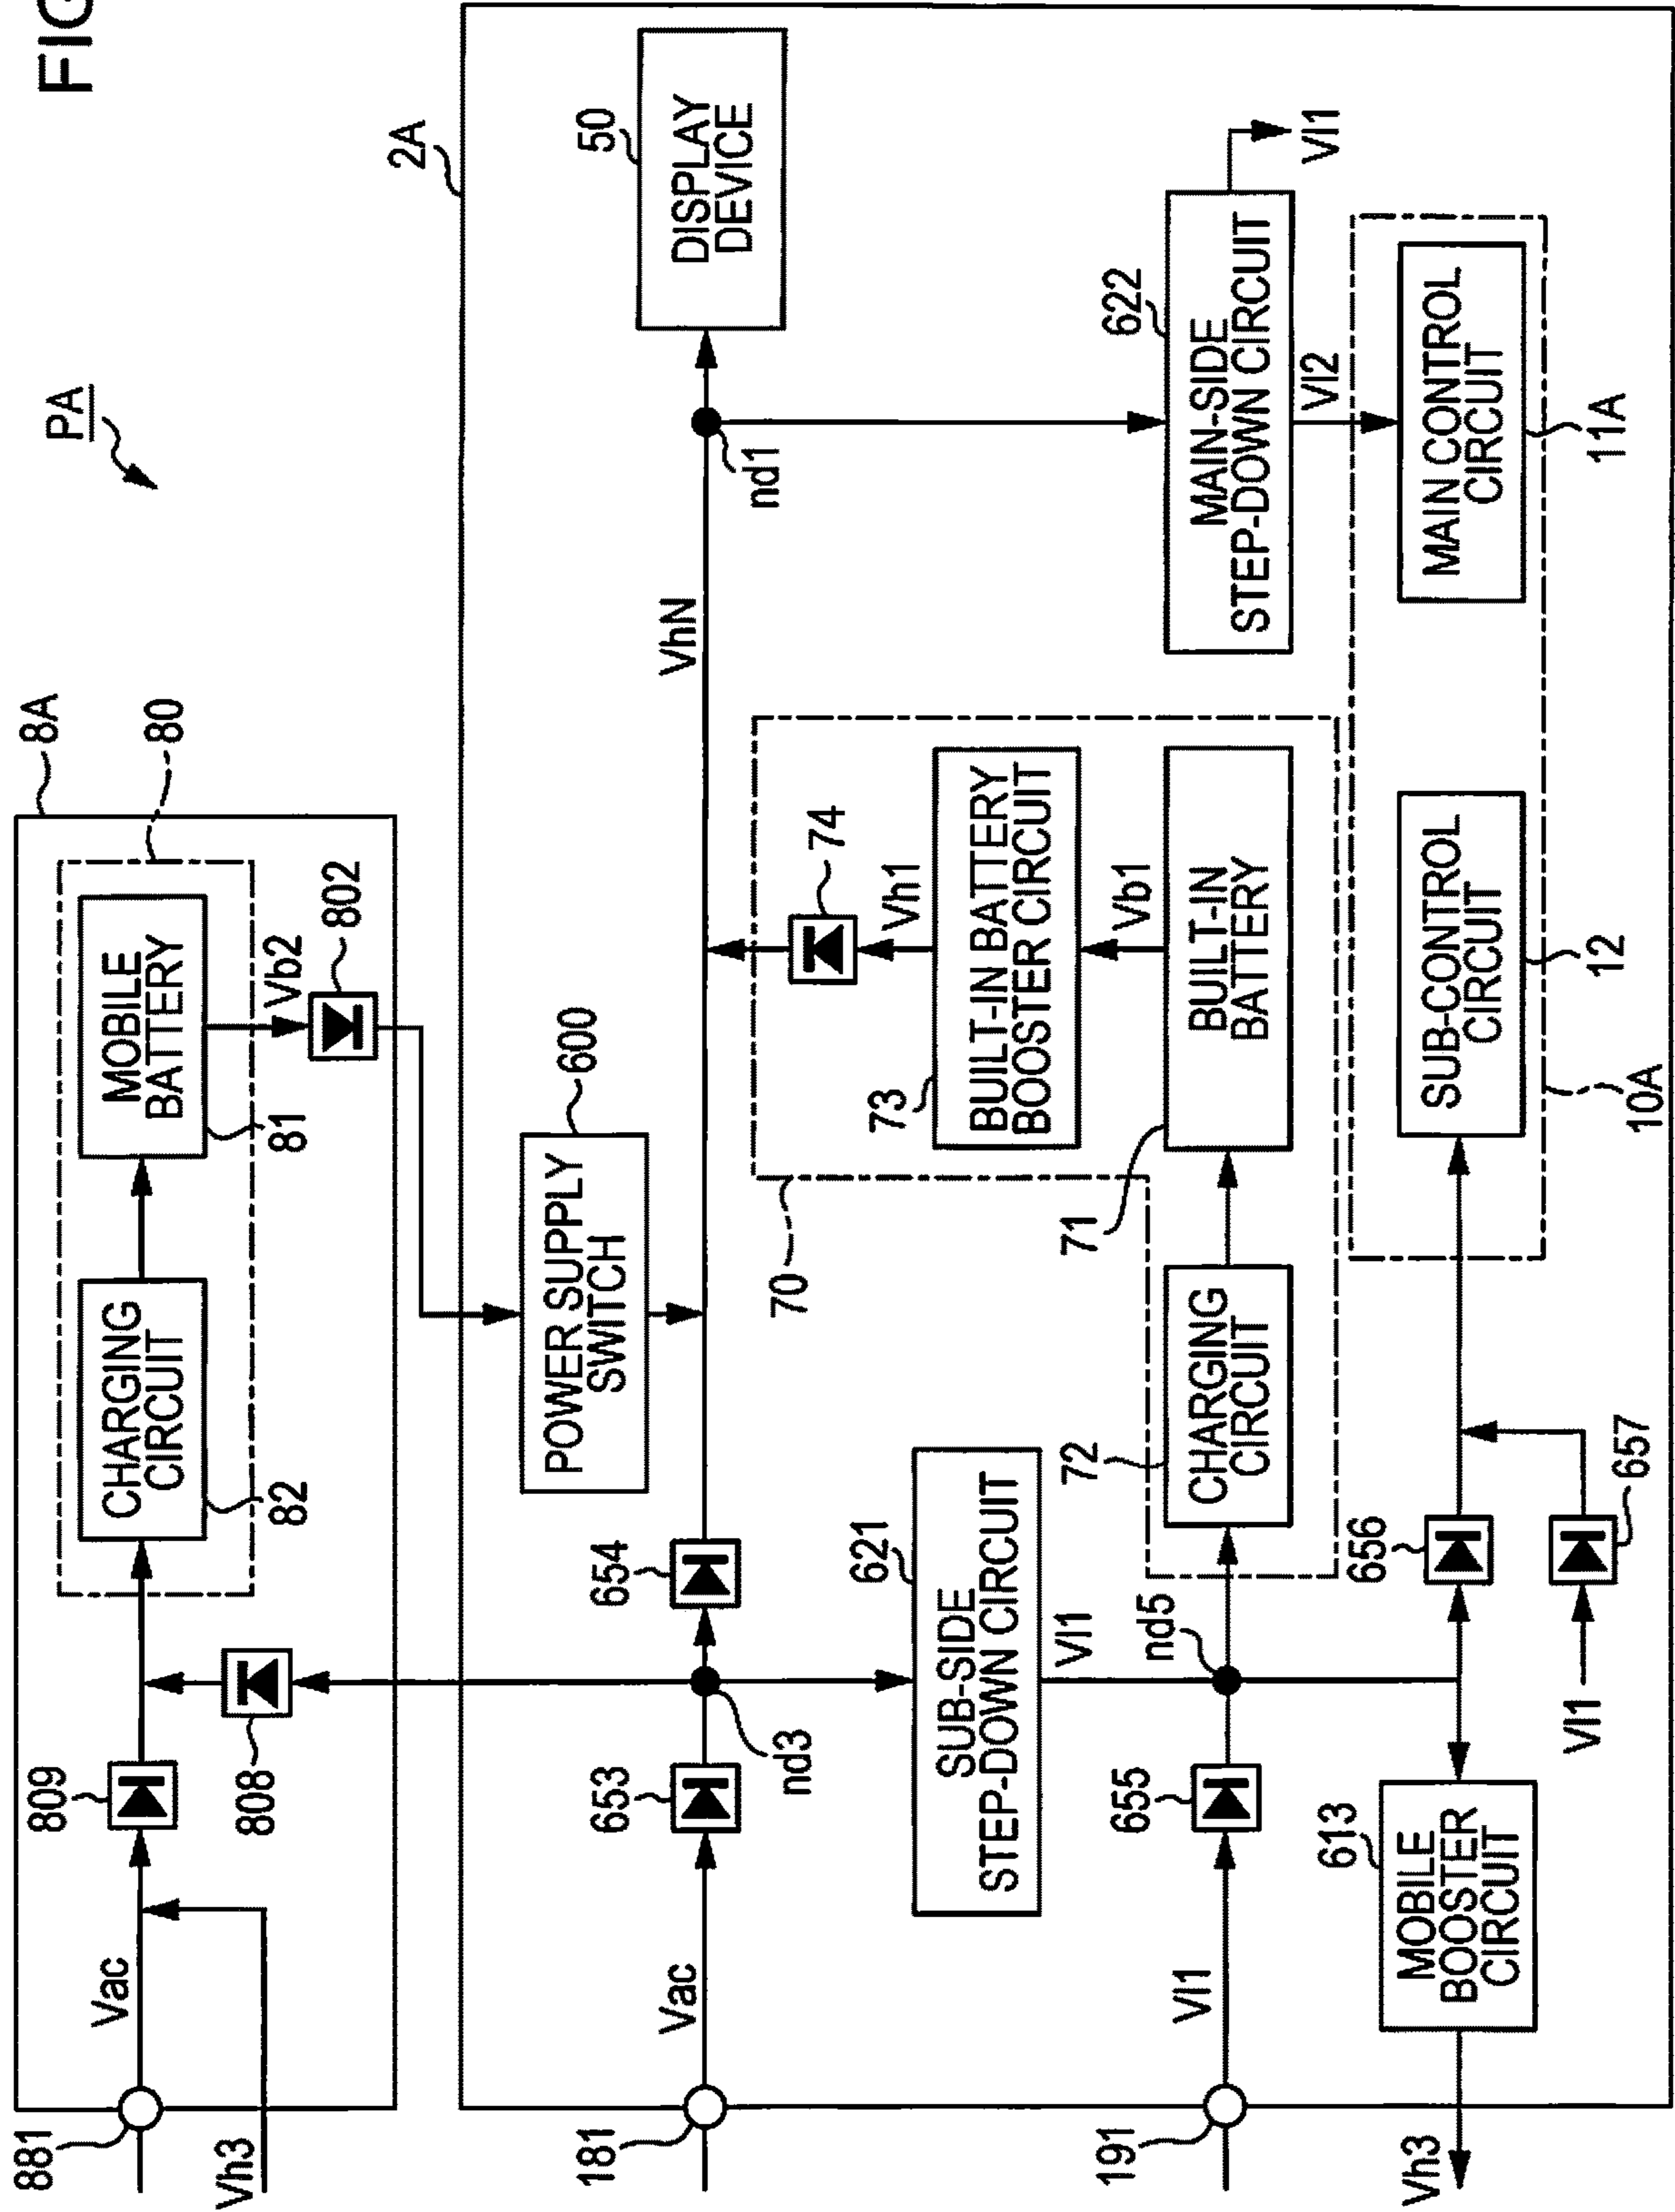 FIG
PA
8A
80
881
Vac
Vh3
809
808
82
CHARGING
CIRCUIT
81
MOBILE
BATTERY
Vb2
802
2A
181
Vac
653
nd3
654
600
POWER SUPPLY
SWITCH
VhN
nd1
50
DISPLAY
DEVICE
621
SUB-SIDE
STEP-DOWN CIRCUIT
Vl1
70
74
Vh1
73
BUILT-IN BATTERY
BOOSTER CIRCUIT
Vb1
71
BUILT-IN
BATTERY
72
CHARGING
CIRCUIT
622
MAIN-SIDE
STEP-DOWN CIRCUIT
Vl1
Vl2
191
Vl1
655
nd5
613
MOBILE
BOOSTER
CIRCUIT
Vh3
656
657
Vl1
SUB-CONTROL
CIRCUIT
12
MAIN CONTROL
CIRCUIT
11A
10A